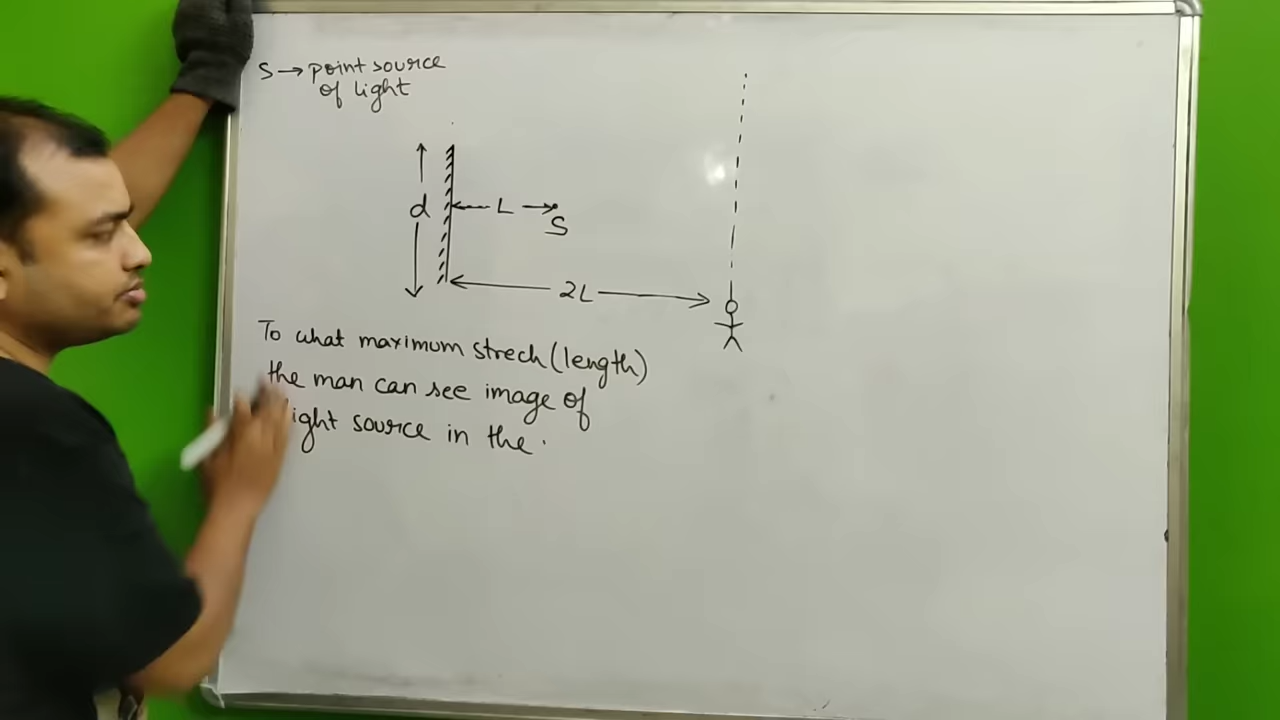 S → point source
of light
d
L
S
2L
To what maximum strech (length)
the man can see image of
light source in the .